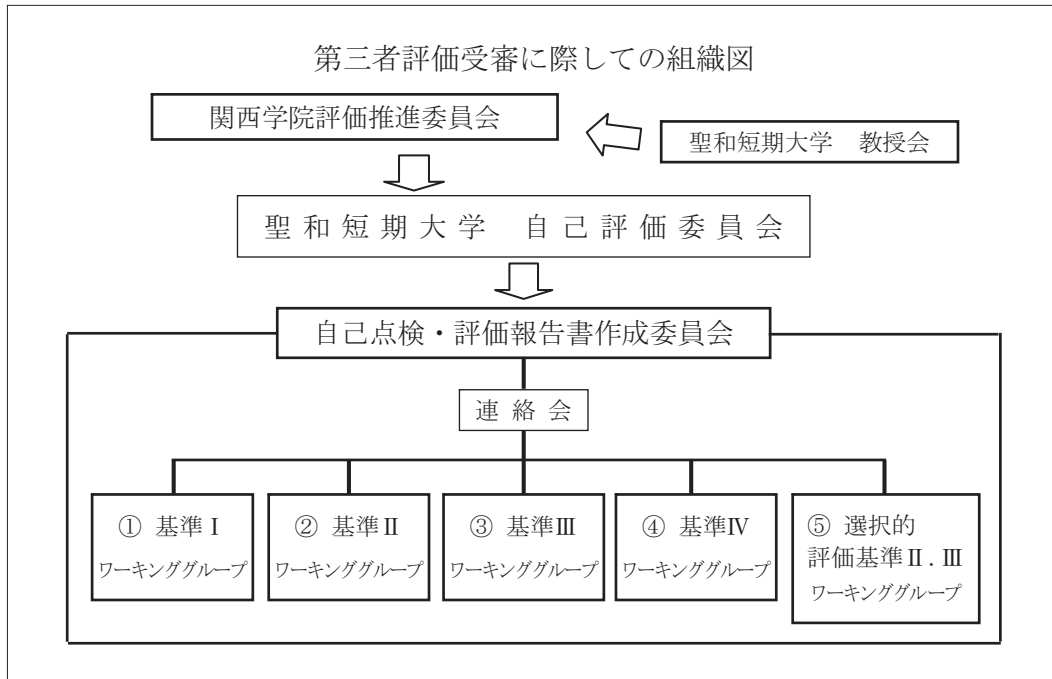 第三者評価受審に際しての組織図
関西学院評価推進委員会
聖和短期大学 教授会
聖和短期大学 自己評価委員会
自己点検・評価報告書作成委員会
連絡会
① 基準Ⅰ
ワーキンググループ
② 基準Ⅱ
ワーキンググループ
③ 基準Ⅲ
ワーキンググループ
④ 基準Ⅳ
ワーキンググループ
⑤ 選択的
評価基準Ⅱ.Ⅲ
ワーキンググループ